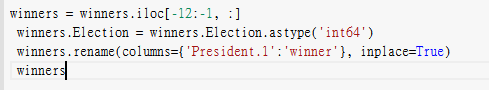 winners = winners.iloc[-12:-1, :]
winners.Election = winners.Election.astype('int64')
winners.rename(columns={'President.1':'winner'}, inplace=True)
winners